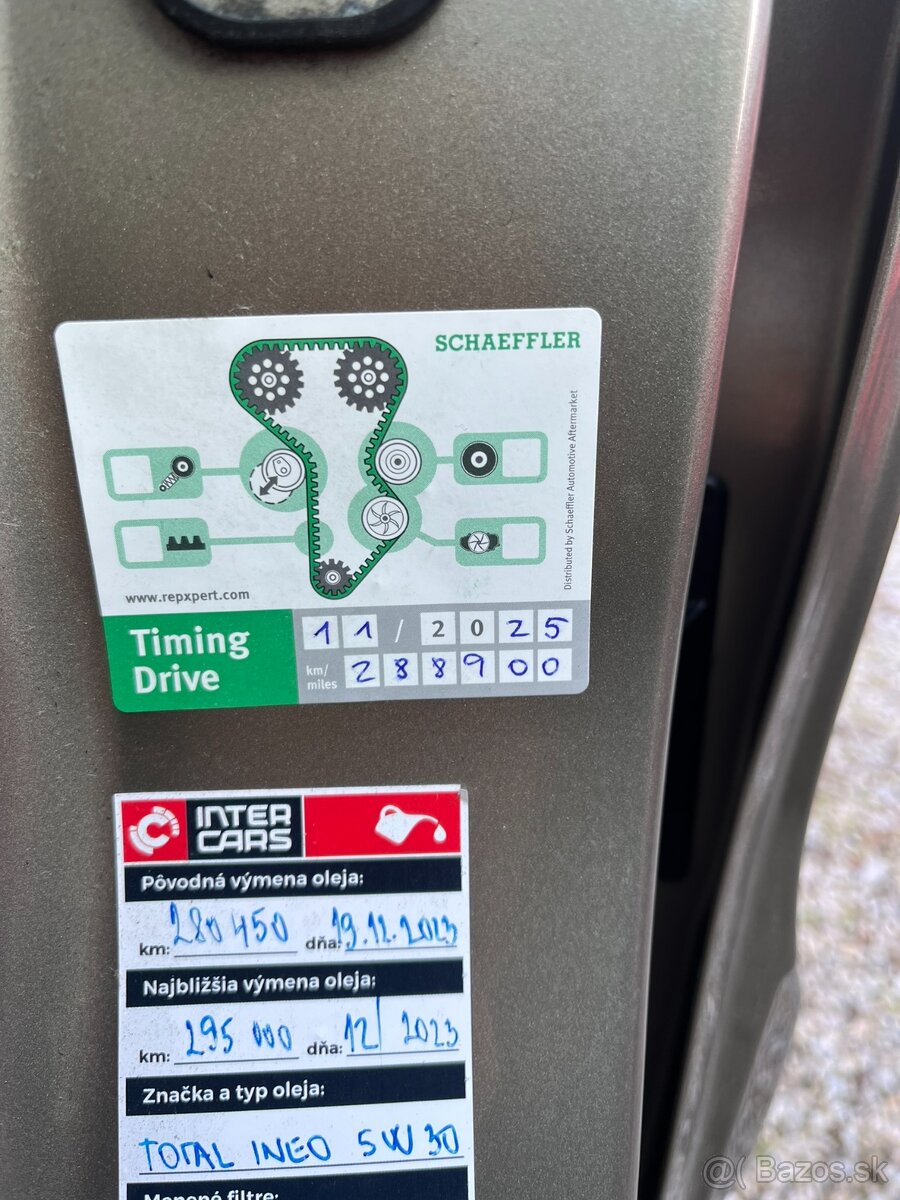 SCHAEFFLER
Distributed by Schaeffler Automotive Aftermarket
www.repxpert.com
Timing
Drive
11/2025
km/
miles
288900
INTER
CARS
Pôvodná výmena oleja:
km: 280 450 dňa: 19.12.2023
Najbližšia výmena oleja:
km: 295 000 dňa: 12/2023
Značka a typ oleja:
TOTAL INEO 5W30
Menené filtre:
@( Bazos.sk